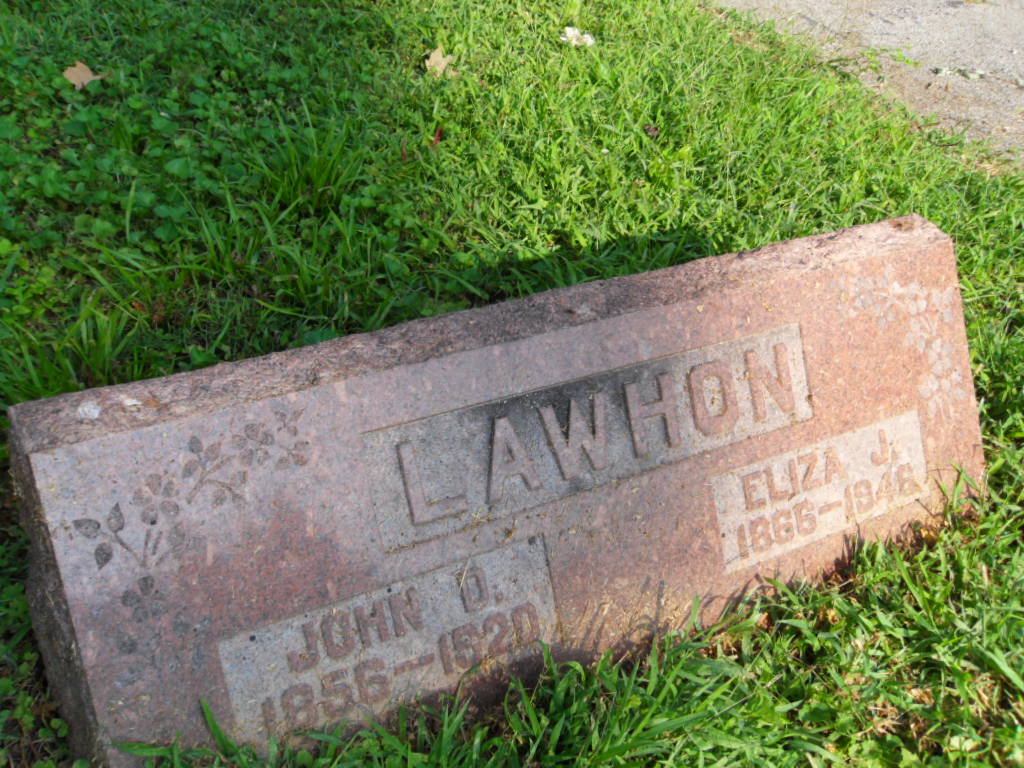 LAWHON
JOHN D.
1856–1920
ELIZA J.
1866–1946